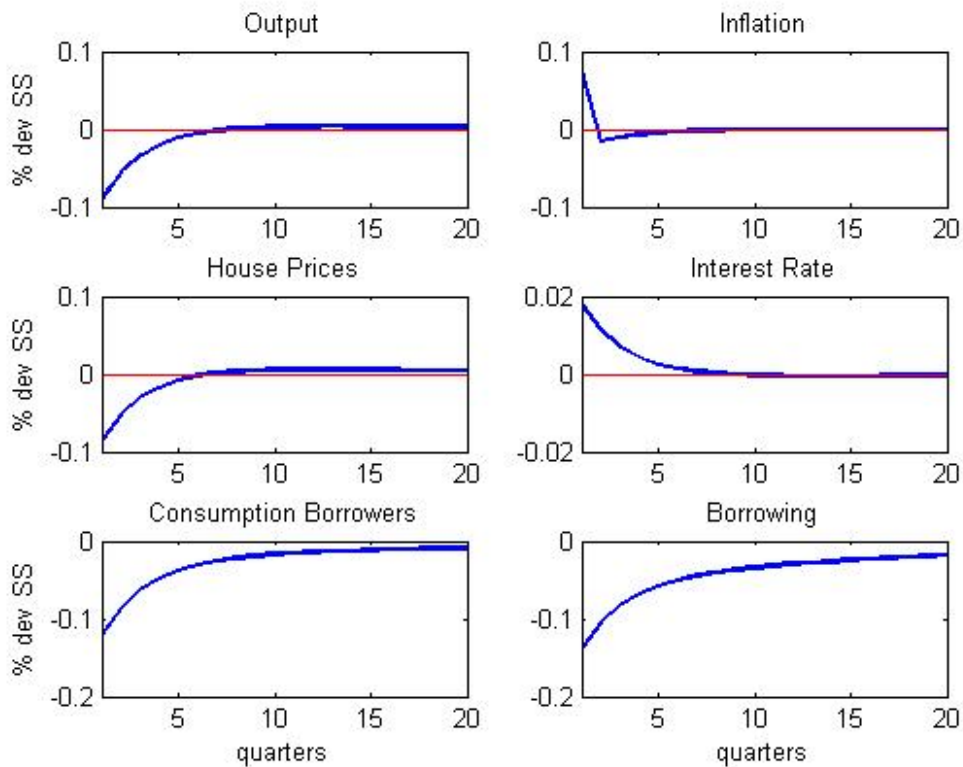 Output
Inflation
% dev SS
0.1
0
-0.1
5 10 15 20
0.1
0
-0.1
5 10 15 20
House Prices
Interest Rate
% dev SS
0.1
0
-0.1
5 10 15 20
0.02
0
-0.02
5 10 15 20
Consumption Borrowers
Borrowing
% dev SS
0
-0.1
-0.2
5 10 15 20
quarters
0
-0.1
-0.2
5 10 15 20
quarters